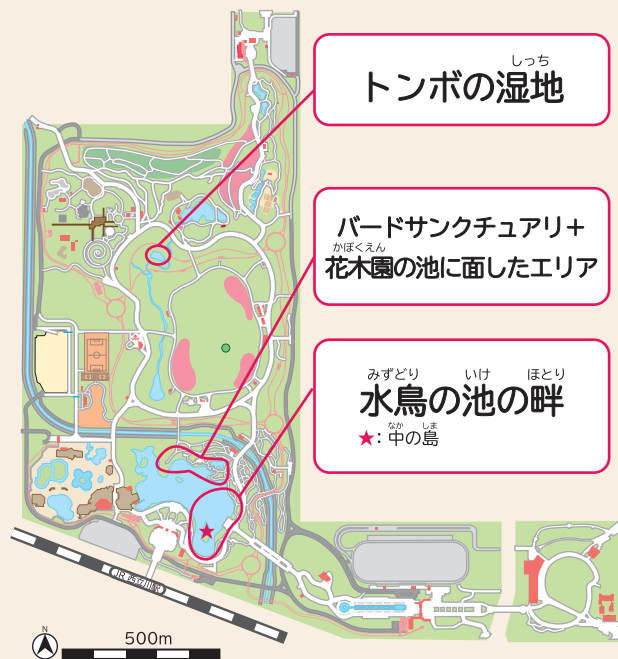 しっち
トンボの湿地
バードサンクチュアリ+
かぼくえん
花木園の池に面したエリア
みずどり いけ ほとり
水鳥の池の畔
なか しま
★：中の島
JR 西立川駅
N
500m